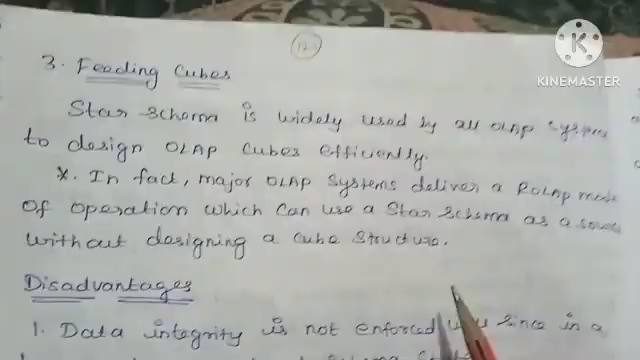 3. Feeding Cubes
Star schema is widely used by all OLAP Systems
to design OLAP Cubes efficiently.
*. In fact, major OLAP Systems deliver a ROLAP mode
of operation which can use a Star Schema as a source
without designing a cube structure.
Disadvantages
1. Data integrity is not enforced since in a
KINEMASTER